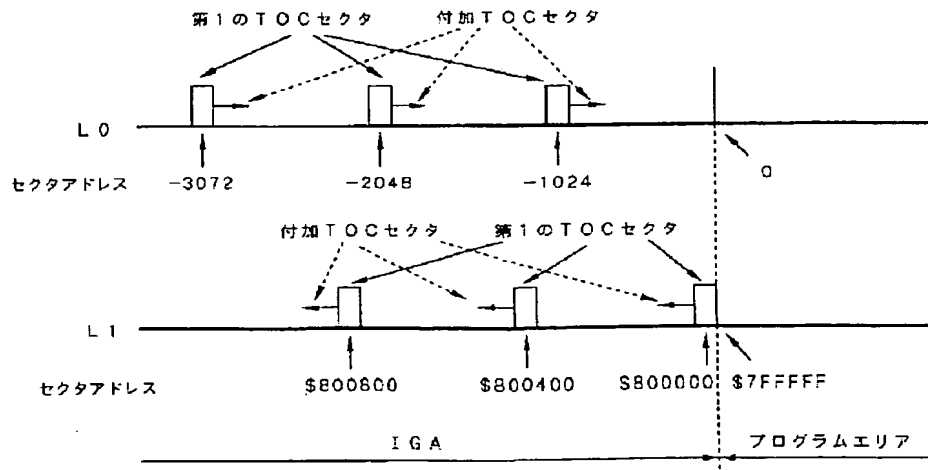 第1のTOCセクタ 付加TOCセクタ
L0
a
セクタアドレス -3072 -2048 -1024
付加TOCセクタ 第1のTOCセクタ
L1
セクタアドレス $800800 $800400 $800000 $7FFFFF
IGA プログラムエリア